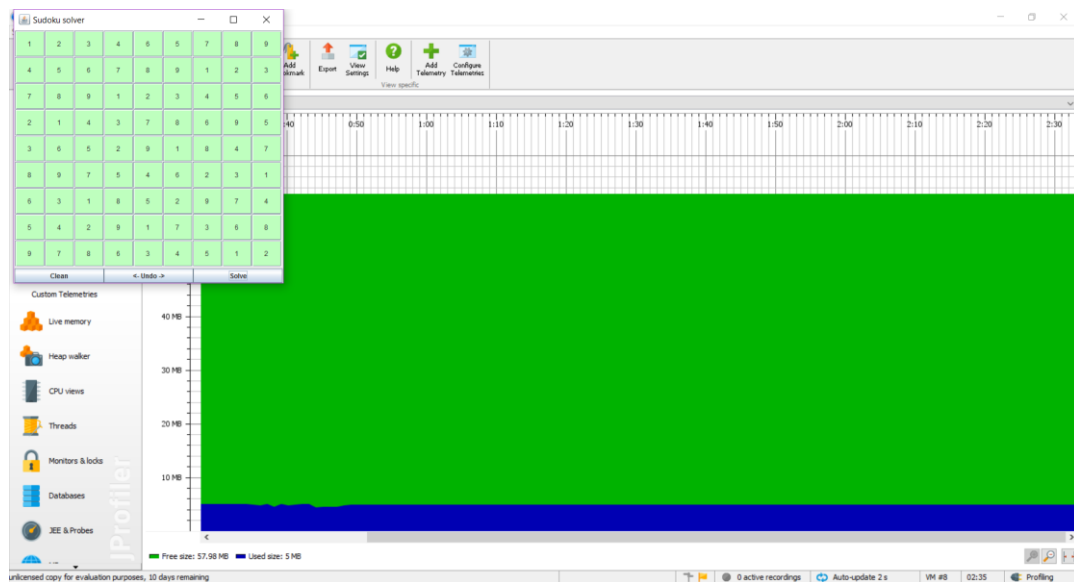 Sudoku solver
1 2 3 4 6 5 7 8 9
4 5 6 7 8 9 1 2 3
7 8 9 1 2 3 4 5 6
2 1 4 3 7 8 6 9 5
3 6 5 2 9 1 8 4 7
8 9 7 5 4 6 2 3 1
6 3 1 8 5 2 9 7 4
5 4 2 9 1 7 3 6 8
9 7 8 6 3 4 5 1 2
Clean <- Undo -> Solve
Add Export View Settings Help Add Telemetry Configure Telemetries
View specific
:40 0:50 1:00 1:10 1:20 1:30 1:40 1:50 2:00 2:10 2:20 2:30
Custom Telemetries
Live memory
Heap walker
CPU views
Threads
Monitors & locks
Databases
JEE & Probes
JProfiler
40 MB
30 MB
20 MB
10 MB
Free size: 57.98 MB Used size: 5 MB
unlicensed copy for evaluation purposes, 10 days remaining
0 active recordings Auto-update 2 s VM #8 02:35 Profiling